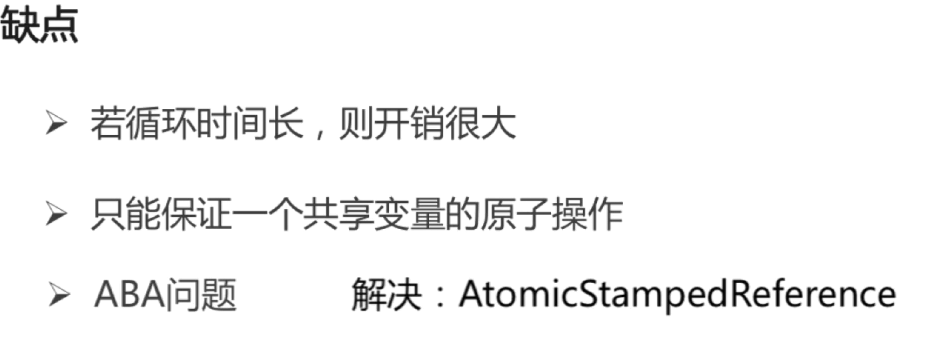 缺点
➢ 若循环时间长，则开销很大
➢ 只能保证一个共享变量的原子操作
➢ ABA问题 解决：AtomicStampedReference